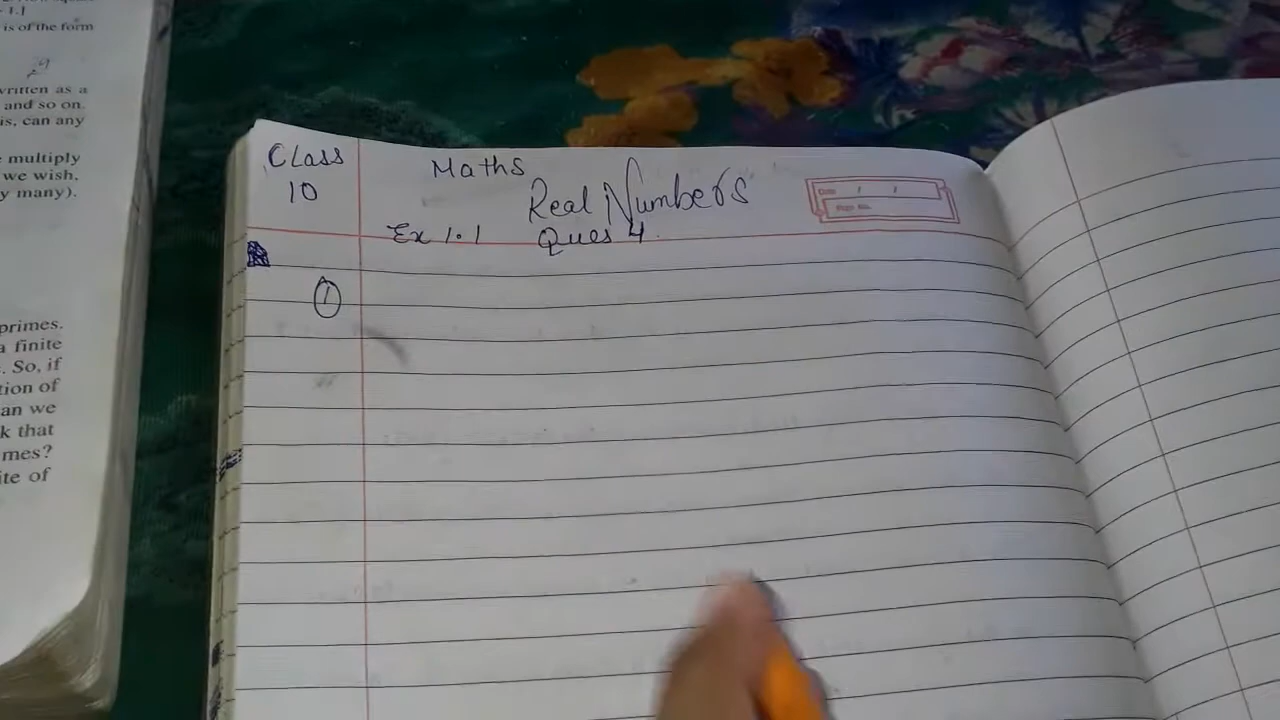 - 1.1
is of the form
written as a
and so on.
is, can any
multiply
we wish.
y many).
primes.
a finite
. So, if
tion of
an we
k that
mes?
ite of
Class
10
Maths
Real Numbers
Ex 1.1 Ques 4.
1